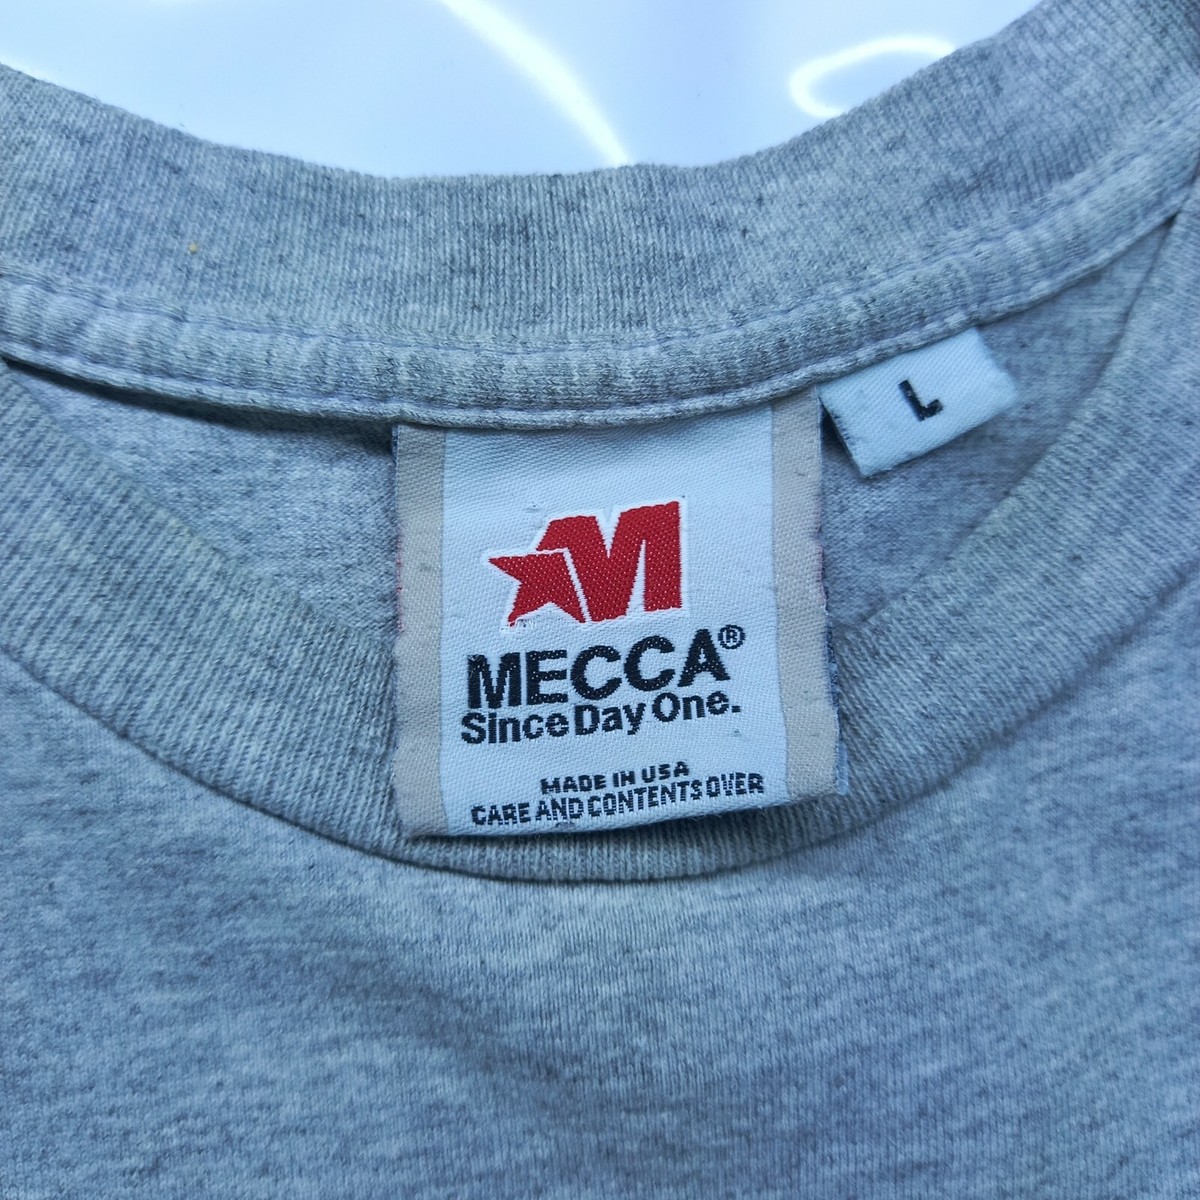 L
M
MECCA®
Since Day One.
MADE IN USA
CARE AND CONTENTS OVER